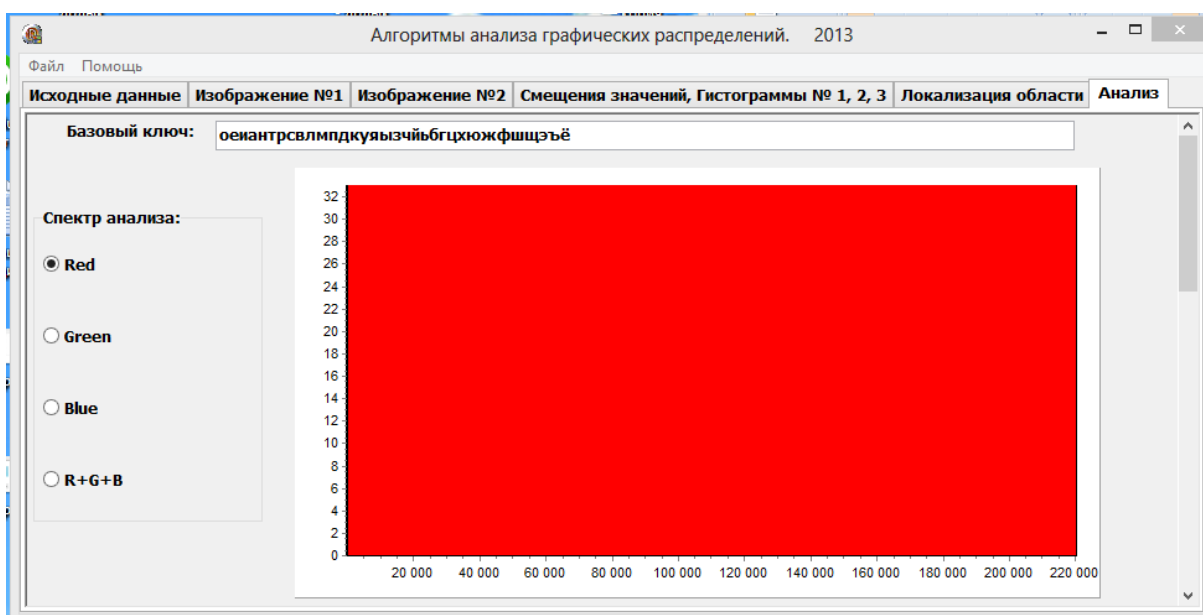 Алгоритмы анализа графических распределений. 2013
Файл Помощь
Исходные данные Изображение №1 Изображение №2 Смещения значений, Гистограммы № 1, 2, 3 Локализация области Анализ
Базовый ключ: оеиантрсвлмпдкуяызчйьбгцхюжфшщэъё
Спектр анализа:
Red
Green
Blue
R+G+B
32
30
28
26
24
22
20
18
16
14
12
10
8
6
4
2
0
20 000 40 000 60 000 80 000 100 000 120 000 140 000 160 000 180 000 200 000 220 000